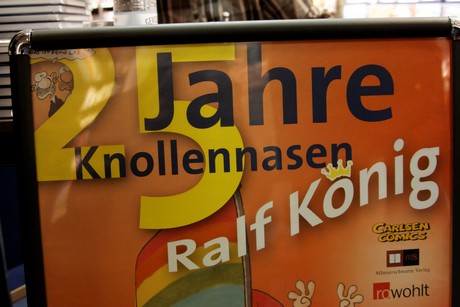 25 Jahre
Knollennasen
Ralf König
CARLSEN
COMICS
Männerschwarm Verlag
rowohlt